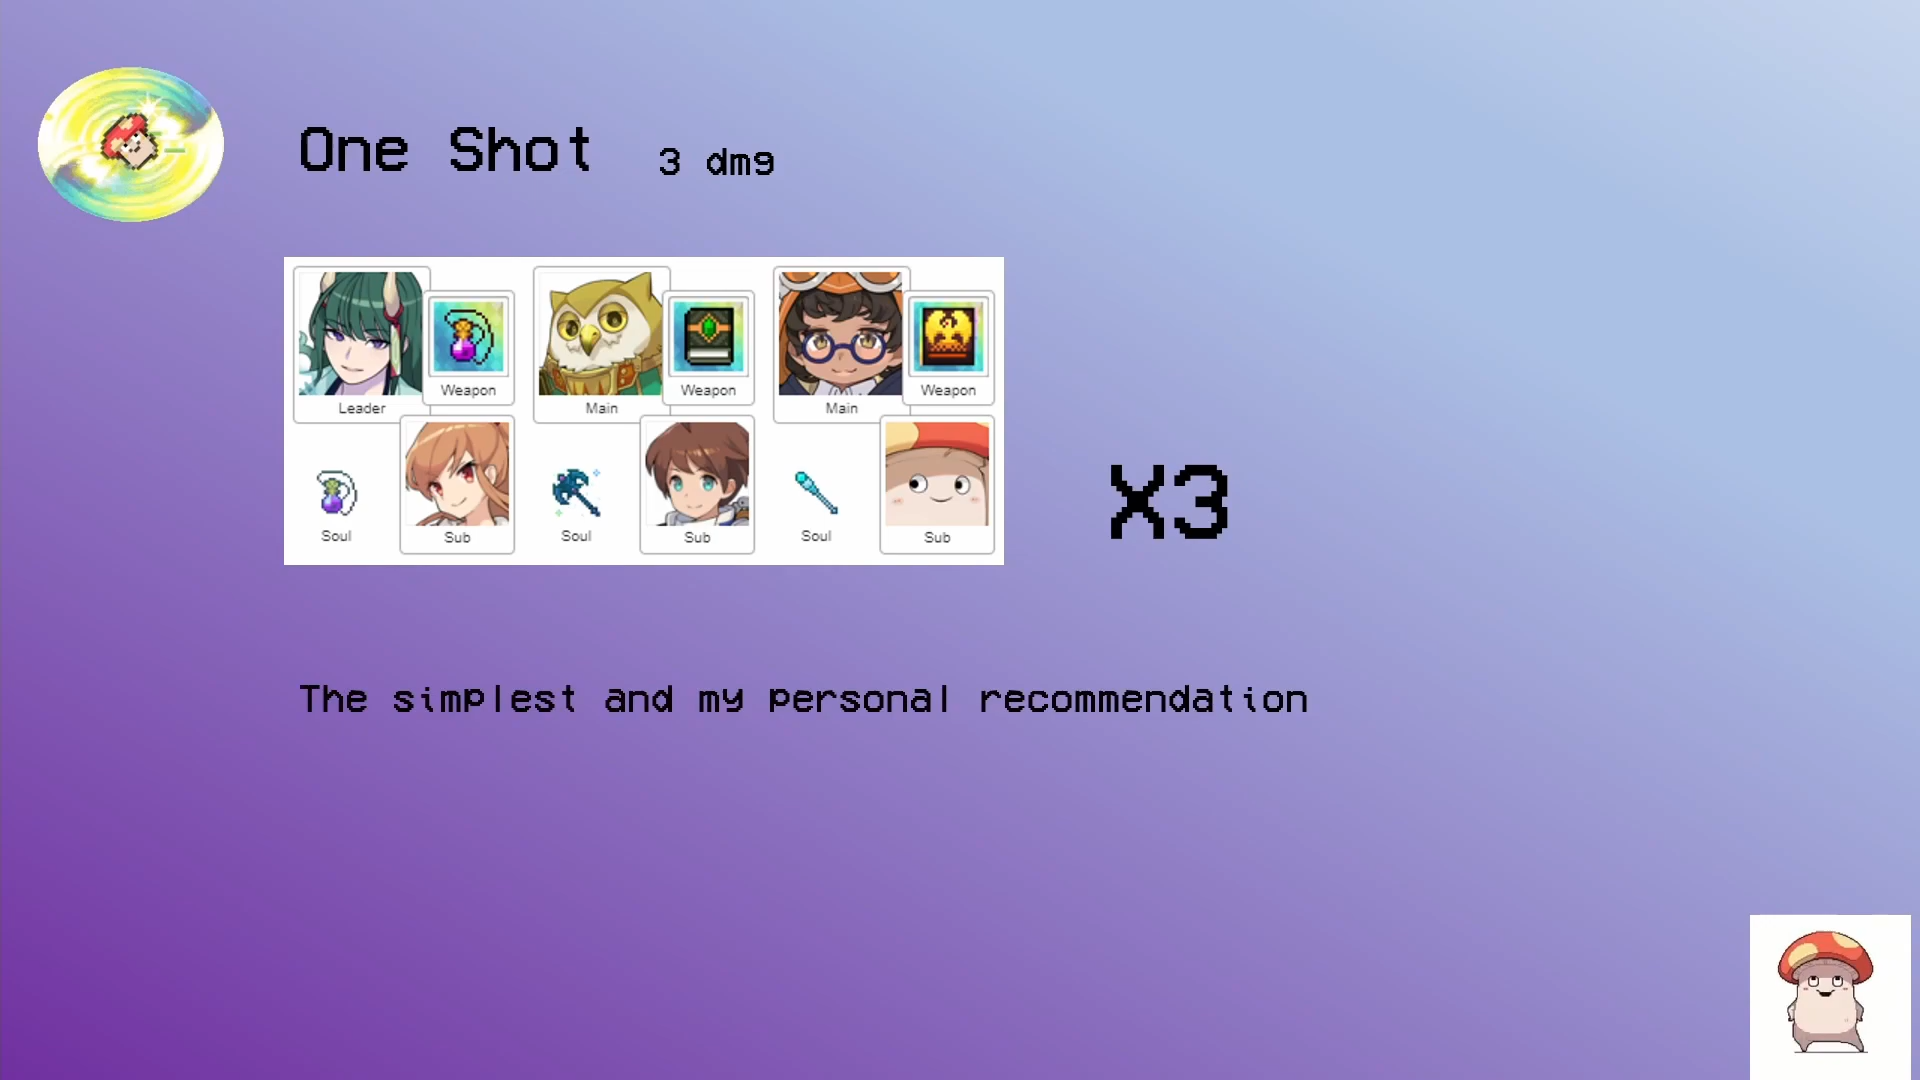 One Shot 3 dmg
Weapon Weapon Weapon
Leader Main Main
Soul Sub Soul Sub Soul Sub
X3
The simplest and my personal recommendation